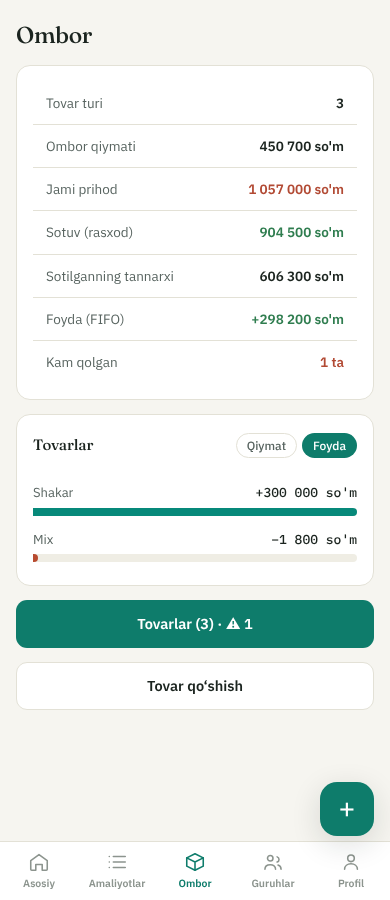 Ombor
Tovar turi 3
Ombor qiymati 450 700 so'm
Jami prihod 1 057 000 so'm
Sotuv (rasxod) 904 500 so'm
Sotilganning tannarxi 606 300 so'm
Foyda (FIFO) +298 200 so'm
Kam qolgan 1 ta
Tovarlar Qiymat Foyda
Shakar +300 000 so'm
Mix −1 800 so'm
Tovarlar (3) · ⚠ 1
Tovar qo‘shish
+
Asosiy Amaliyotlar Ombor Guruhlar Profil